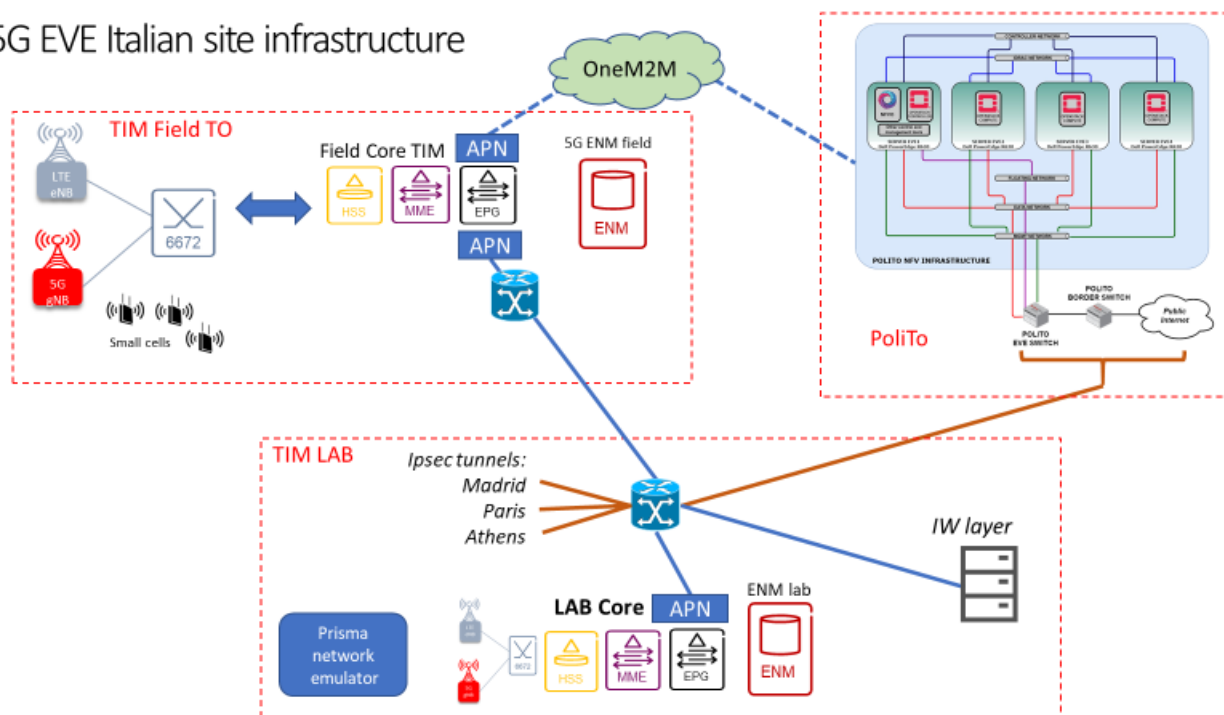 5G EVE Italian site infrastructure
OneM2M
TIM Field TO
LTE
eNB
5G
gNB
6672
Small cells
Field Core TIM
APN
HSS
MME
EPG
APN
5G ENM field
ENM
CONTROLLER NETWORK
POLITO NFV INFRASTRUCTURE
POLITO
BORDER SWITCH
Public
Internet
POLITO
EVE SWITCH
PoliTo
TIM LAB
Ipsec tunnels:
Madrid
Paris
Athens
IW layer
Prisma
network
emulator
LAB Core
APN
6672
HSS
MME
EPG
ENM lab
ENM